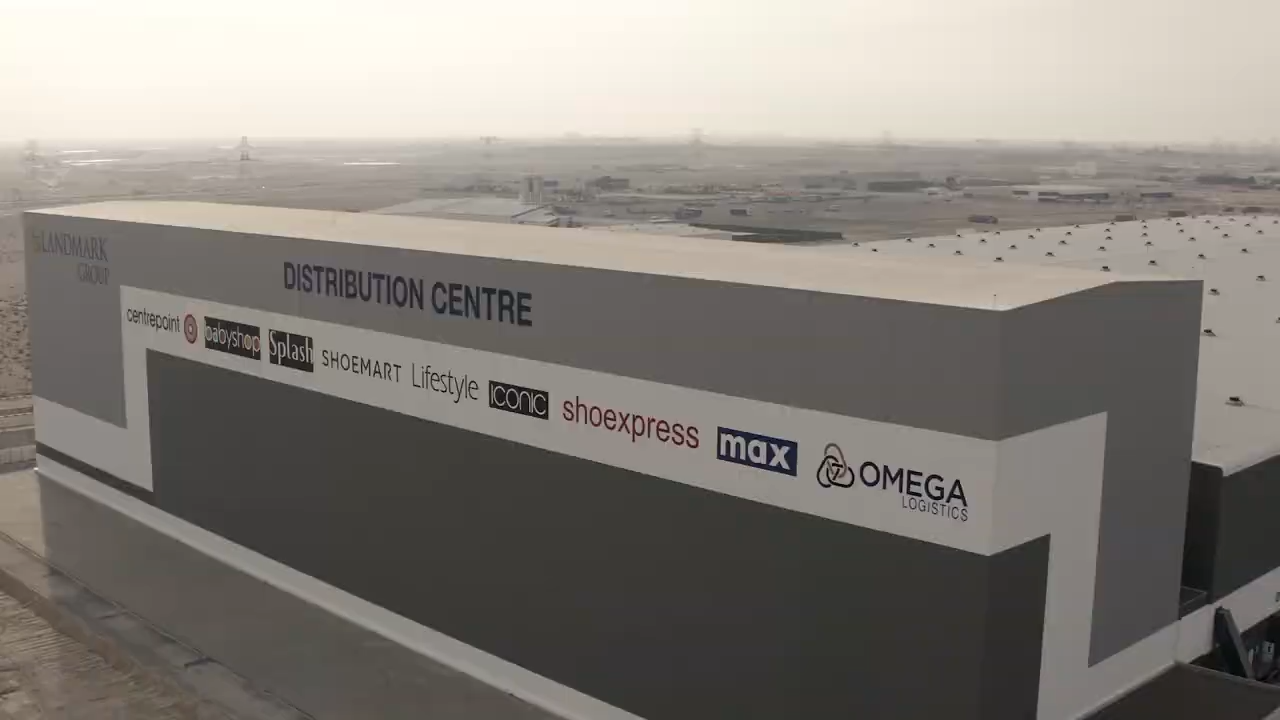 LANDMARK
GROUP
DISTRIBUTION CENTRE
centrepoint babyshop Splash SHOEMART Lifestyle ICONIC shoexpress max OMEGA
LOGISTICS